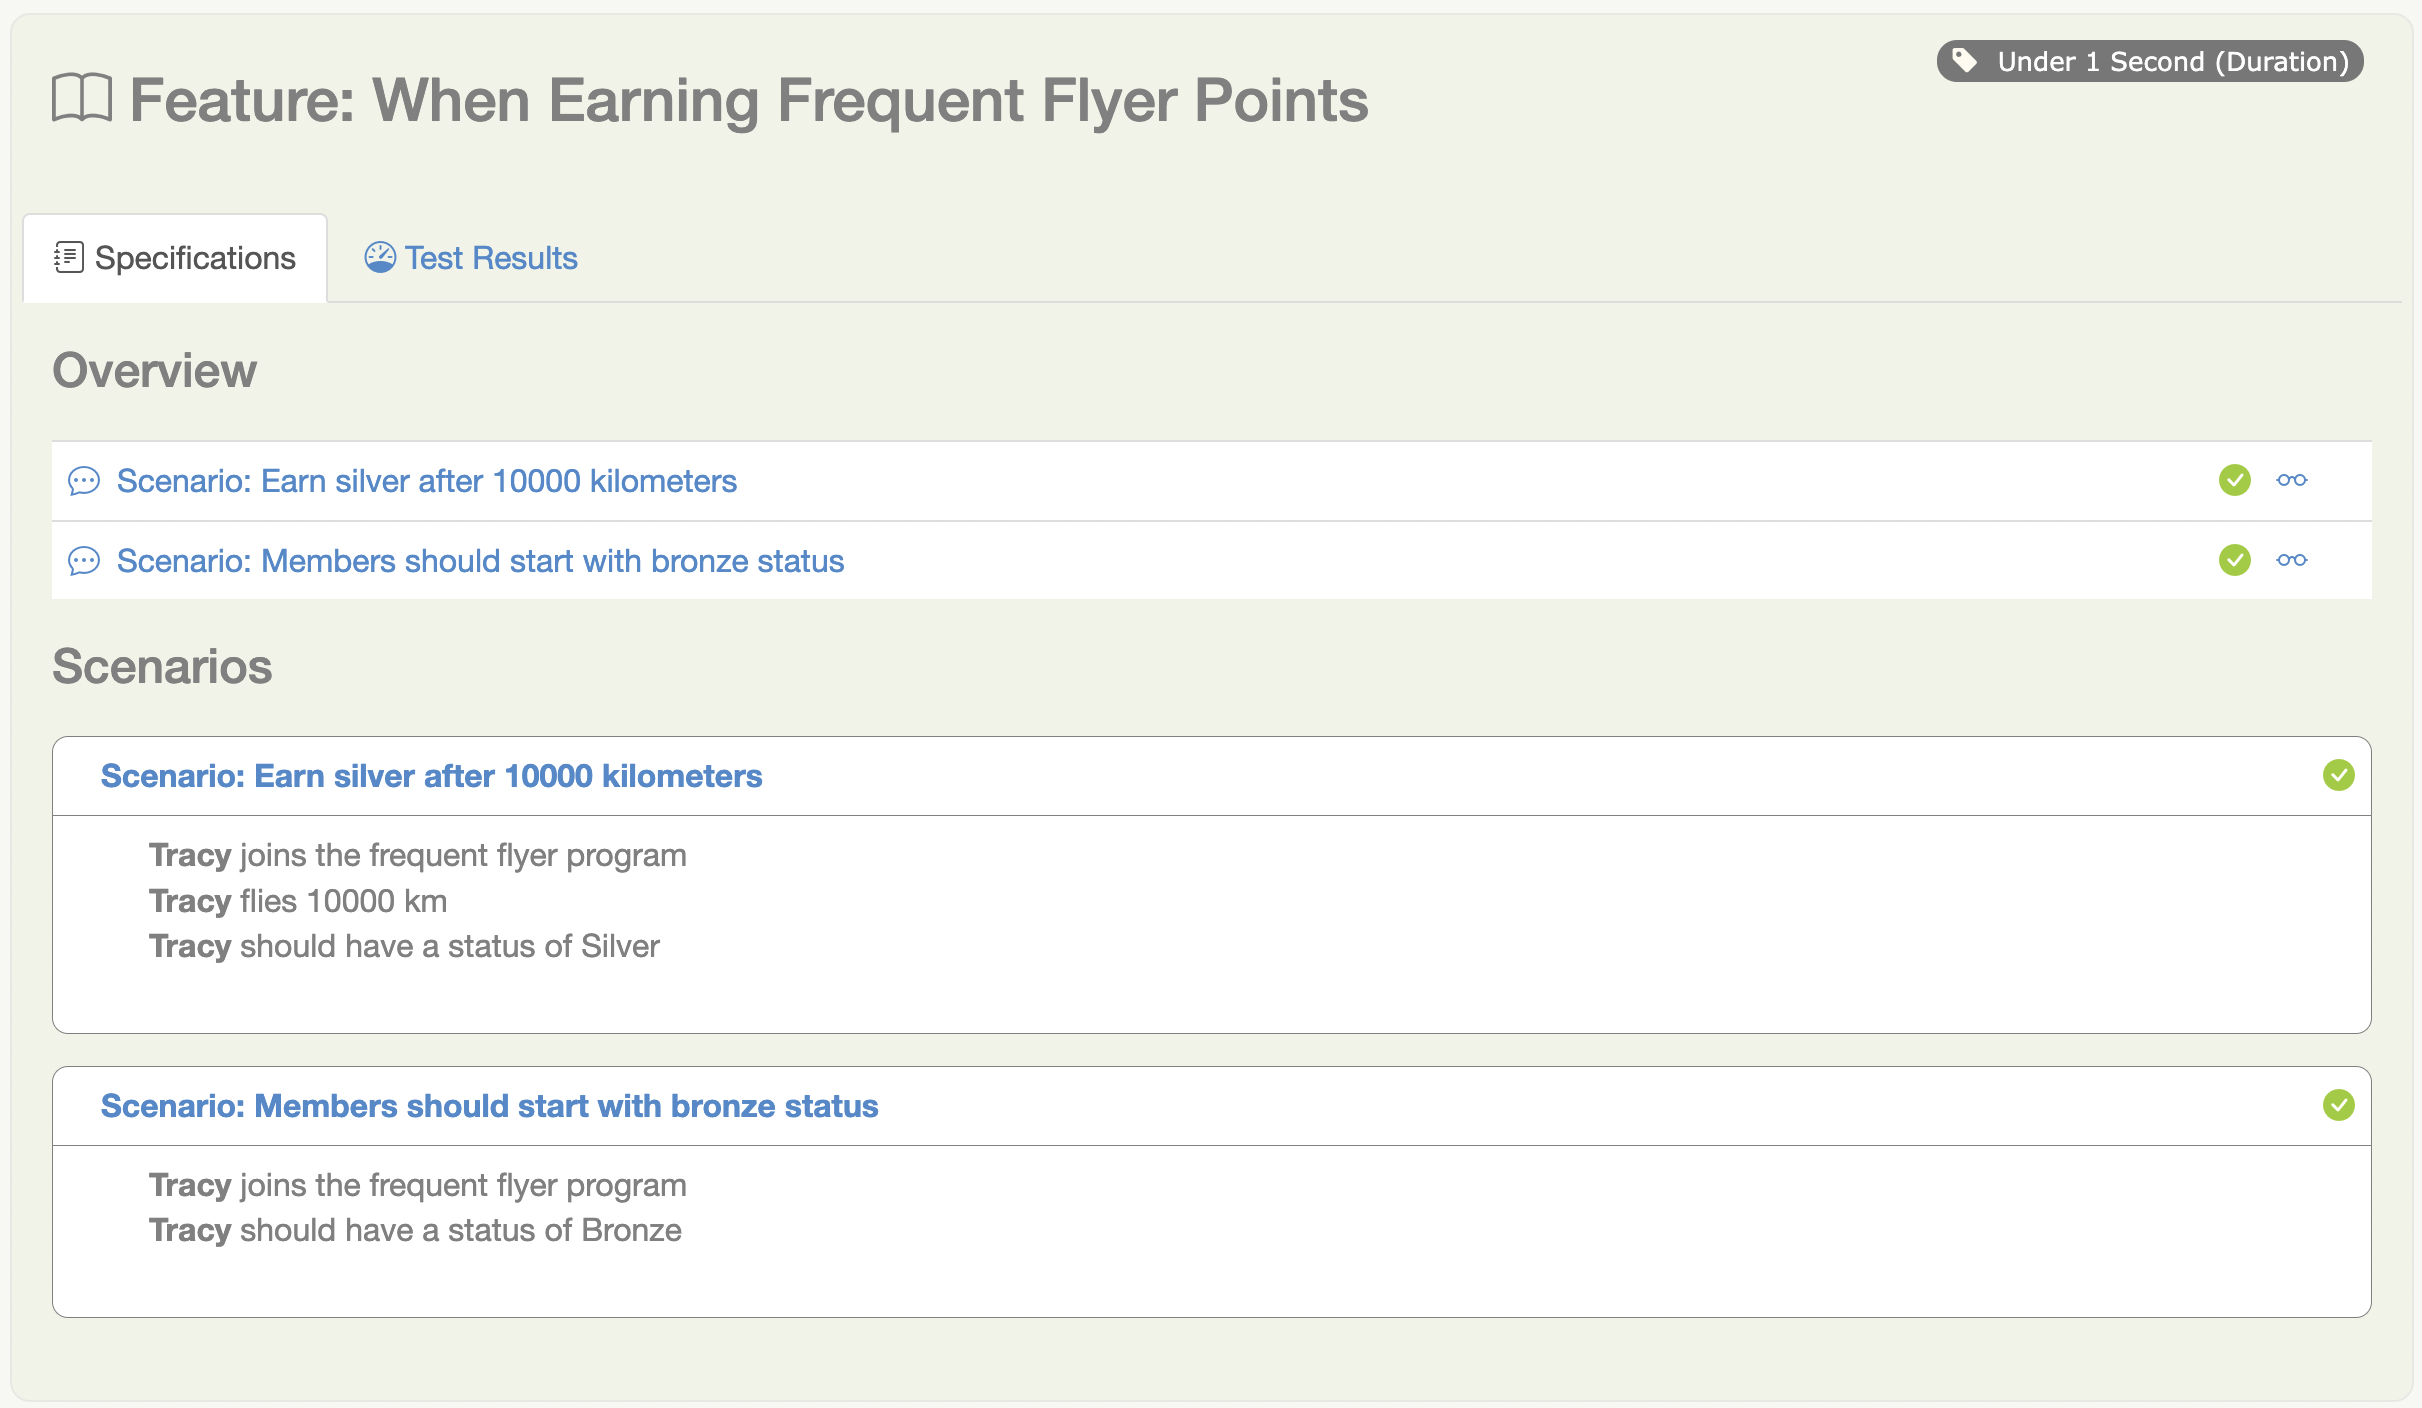 Under 1 Second (Duration)
Feature: When Earning Frequent Flyer Points
Specifications
Test Results
Overview
Scenario: Earn silver after 10000 kilometers
Scenario: Members should start with bronze status
Scenarios
Scenario: Earn silver after 10000 kilometers
Tracy joins the frequent flyer program
Tracy flies 10000 km
Tracy should have a status of Silver
Scenario: Members should start with bronze status
Tracy joins the frequent flyer program
Tracy should have a status of Bronze